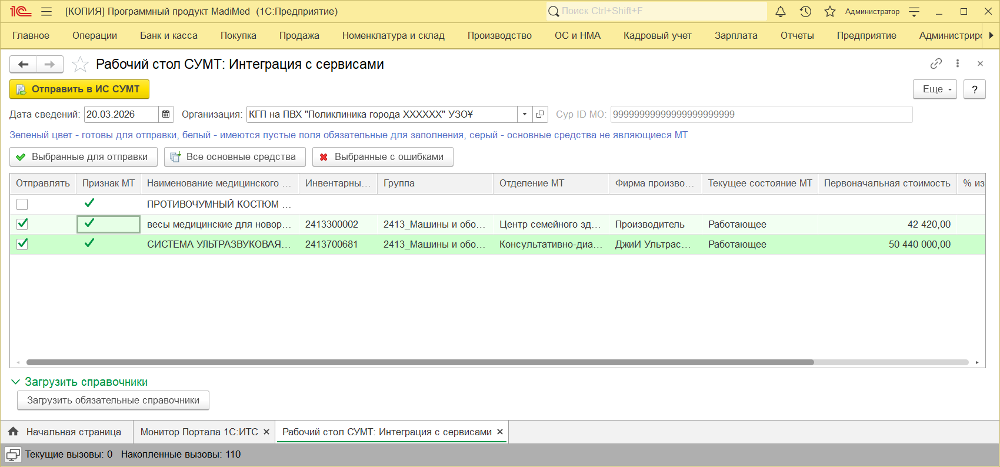 [КОПИЯ] Программный продукт MadiMed (1С:Предприятие)
Поиск Ctrl+Shift+F
Администратор
Главное Операции Банк и касса Покупка Продажа Номенклатура и склад Производство ОС и НМА Кадровый учет Зарплата Отчеты Предприятие Администриро
Рабочий стол СУМТ: Интеграция с сервисами
Отправить в ИС СУМТ
Еще
?
Дата сведений: 20.03.2026 Организация: КГП на ПВХ "Поликлиника города XXXXXX" УЗО¥ Сур ID МО: 99999999999999999999999
Зеленый цвет - готовы для отправки, белый - имеются пустые поля обязательные для заполнения, серый - основные средства не являющиеся МТ
Выбранные для отправки Все основные средства Выбранные с ошибками
Отправлять Признак МТ Наименование медицинского ... Инвентарны... Группа Отделение МТ Фирма произво... Текущее состояние МТ Первоначальная стоимость % из
ПРОТИВОЧУМНЫЙ КОСТЮМ ...
весы медицинские для новор... 2413300002 2413_Машины и обо... Центр семейного зд... Производитель Работающее 42 420,00
СИСТЕМА УЛЬТРАЗВУКОВАЯ... 2413700681 2413_Машины и обо... Консультативно-диа... ДжиИ Ультрас... Работающее 50 440 000,00
Загрузить справочники
Загрузить обязательные справочники
Начальная страница Монитор Портала 1С:ИТС Рабочий стол СУМТ: Интеграция с сервисами
Текущие вызовы: 0 Накопленные вызовы: 110